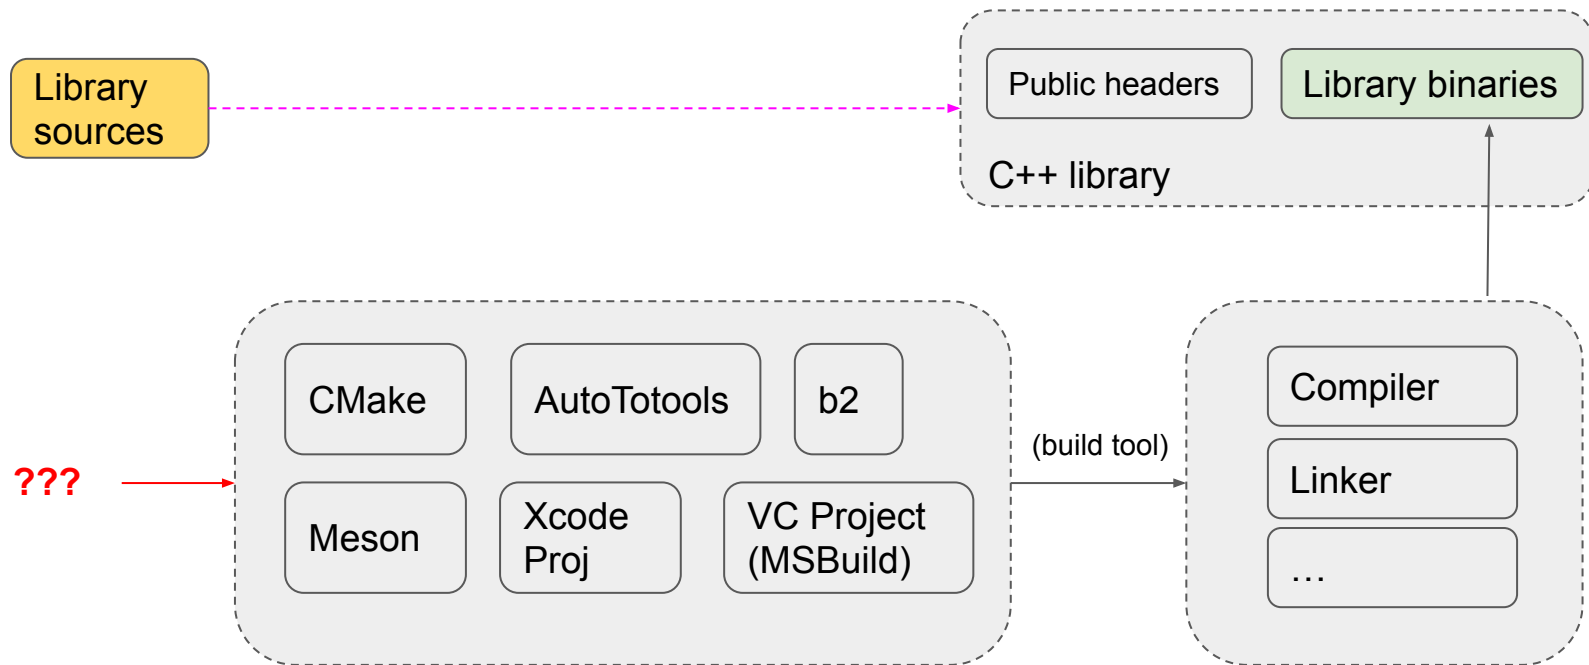 Library
sources
Public headers
Library binaries
C++ library
CMake
AutoTotools
b2
(build tool)
Compiler
???
Linker
Meson
Xcode
Proj
VC Project
(MSBuild)
…